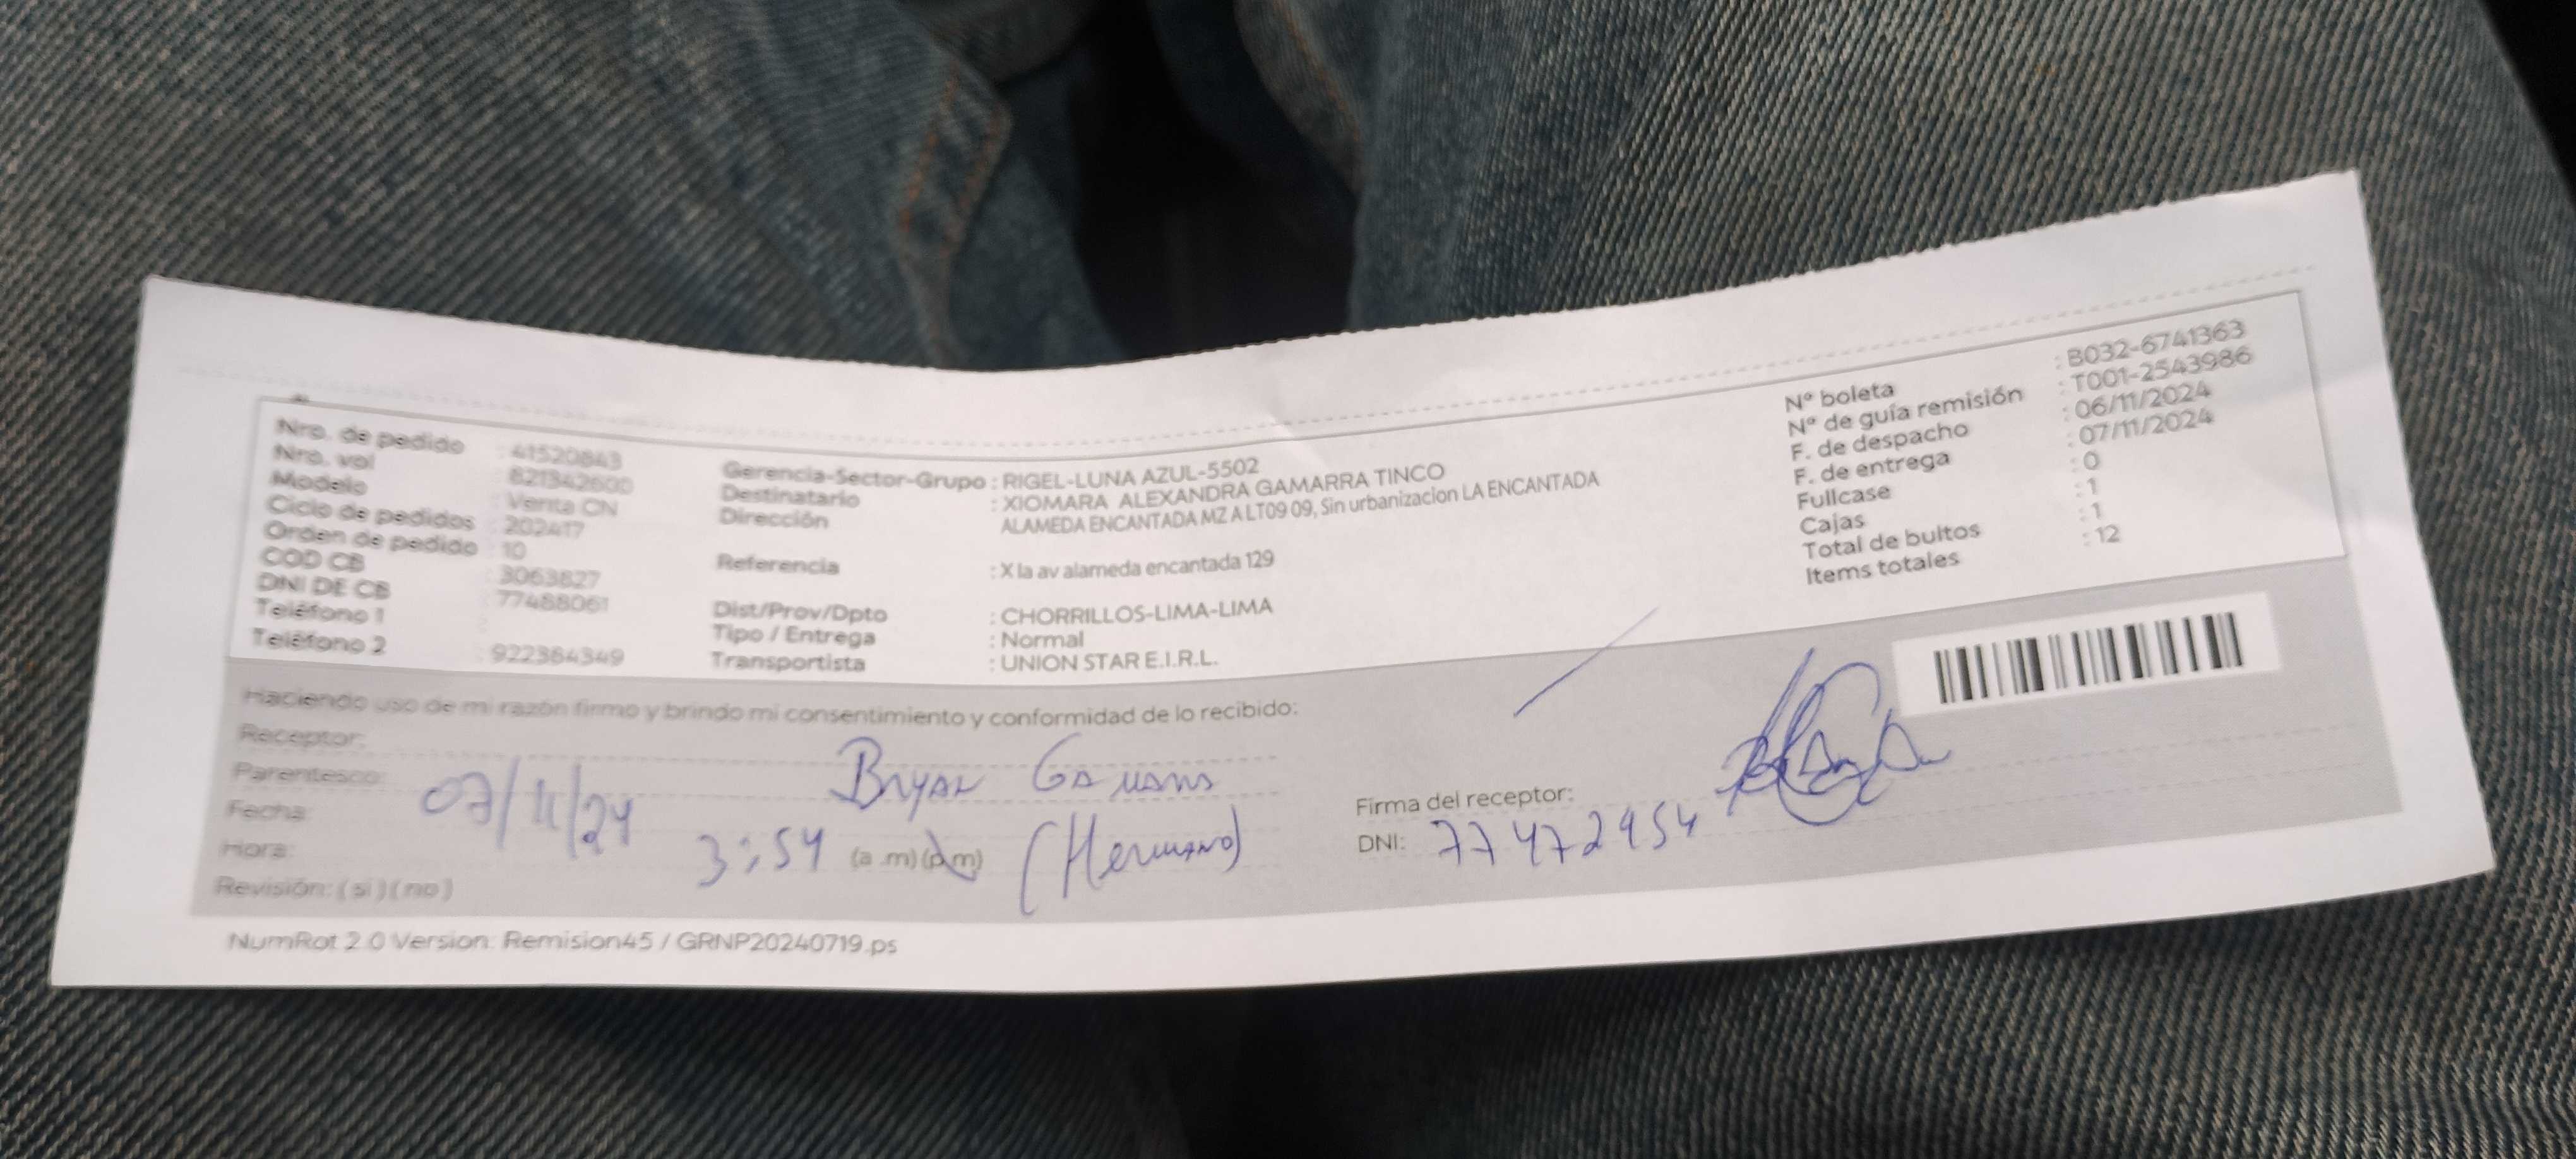 Nro. de pedido : 41520843
Nro. vol : 821342600
Modelo : Venta CN
Ciclo de pedidos : 202417
Orden de pedido : 10
COD CB : 3063827
DNI DE CB : 77488061
Teléfono 1 :
Teléfono 2 : 922364349
Gerencia-Sector-Grupo : RIGEL-LUNA AZUL-5502
Destinatario : XIOMARA ALEXANDRA GAMARRA TINCO
Dirección : ALAMEDA ENCANTADA MZ A LT09 09, Sin urbanizacion LA ENCANTADA
Referencia : X la av alameda encantada 129
Dist/Prov/Dpto : CHORRILLOS-LIMA-LIMA
Tipo / Entrega : Normal
Transportista : UNION STAR E.I.R.L.
N° boleta : B032-6741363
N° de guía remisión : T001-2543986
F. de despacho : 06/11/2024
F. de entrega : 07/11/2024
Fullcase : 0
Cajas : 1
Total de bultos : 1
Items totales : 12
Haciendo uso de mi razón firmo y brindo mi consentimiento y conformidad de lo recibido:
Receptor: Bryan Gamarra
Parentesco: (Hermano)
Fecha: 07/11/24
Hora: 3:54 (a .m) (p.m)
Revisión: ( si ) ( no )
Firma del receptor:
DNI: 77472954
NumRot 2.0 Version: Remision45 / GRNP20240719.ps